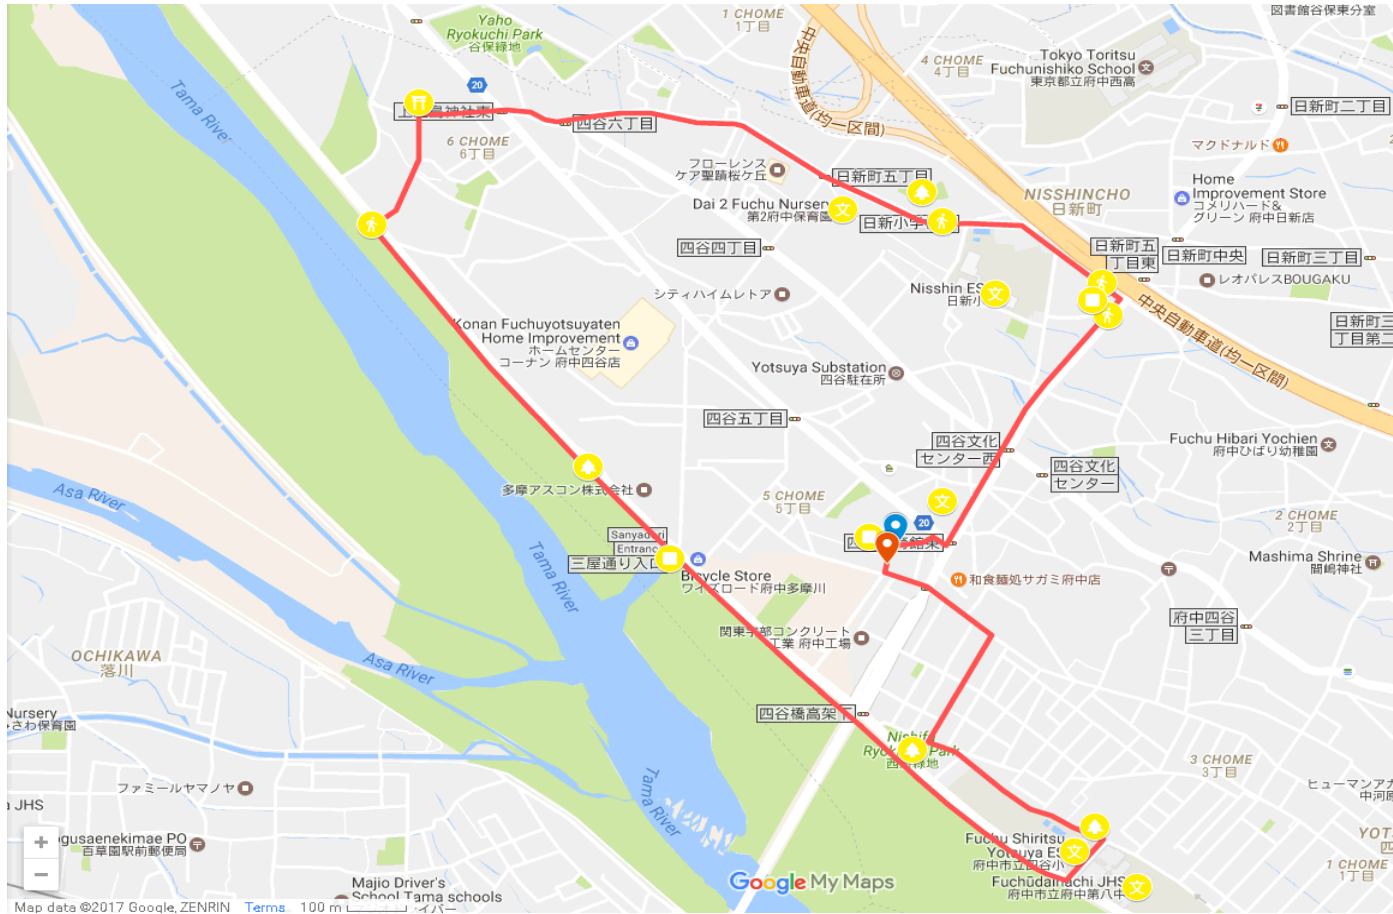 図書館谷保東分室
Yaho
Ryokuchi Park
谷保緑地
1 CHOME
1丁目
中央自動車道(均一区間)
4 CHOME
4丁目
Tokyo Toritsu
Fuchunishiko School
東京都立府中西高
Tama River
20
日新町二丁目
四谷六丁目
6 CHOME
6丁目
マクドナルド
フローレンス
ケア聖蹟桜ケ丘
日新町五丁目
NISSHINCHO
日新町
Home
Improvement Store
コメリハード&
グリーン 府中日新店
Dai 2 Fuchu Nursery
第2府中保育園
日新小学
四谷四丁目
日新町五
丁目東
日新町中央
日新町三丁目
レオパレスBOUGAKU
シティハイムレトア
Nisshin ES
日新小
中央自動車道(均一区間)
日新町三
Konan Fuchuyotsuyaten
Home Improvement
ホームセンター
コーナン 府中四谷店
Yotsuya Substation
四谷駐在所
四谷五丁目
四谷文化
センター西
Fuchu Hibari Yochien
府中ひばり幼稚園
四谷文化
センター
Asa River
多摩アスコン株式会社
5 CHOME
5丁目
20
2 CHOME
2丁目
Sanyadori
Entrance
三屋通り入口
Tama River
Mashima Shrine
間嶋神社
Bicycle Store
ワイズロード府中多摩川
和食麺処サガミ府中店
府中四谷
三丁目
関東宇部コンクリート
工業 府中工場
OCHIKAWA
落川
Asa River
Nursery
さわ保育園
四谷橋高架下
3 CHOME
3丁目
Tama River
ファミールヤマノヤ
ヒューマンアカ
中河原
JHS
ogusaenekimae PO
百草園駅前郵便局
Fuchu Shiritsu
Yotsuya ES
府中市立四谷小
1 CHOME
1丁目
Fuchūdaihachi JHS
府中市立府中第八中
Majio Driver's
School Tama schools
Google My Maps
Map data ©2017 Google, ZENRIN Terms 100 m